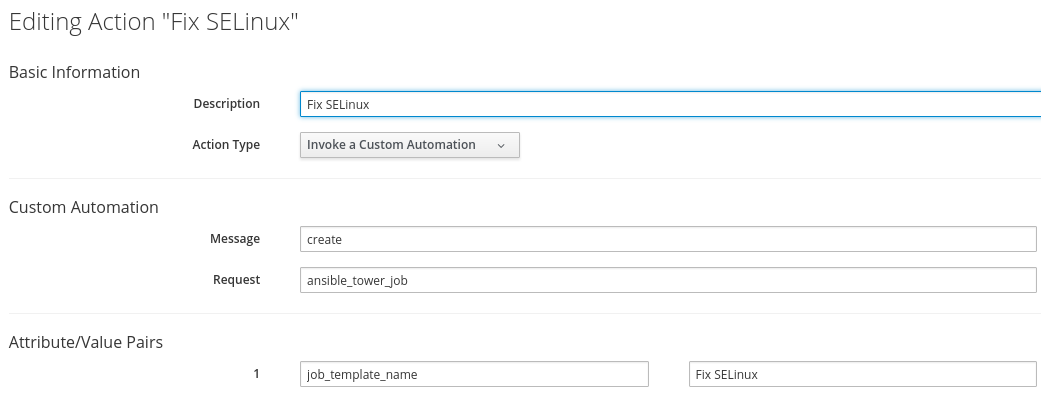 Editing Action "Fix SELinux"
Basic Information
Description Fix SELinux
Action Type Invoke a Custom Automation
Custom Automation
Message create
Request ansible_tower_job
Attribute/Value Pairs
1 job_template_name Fix SELinux